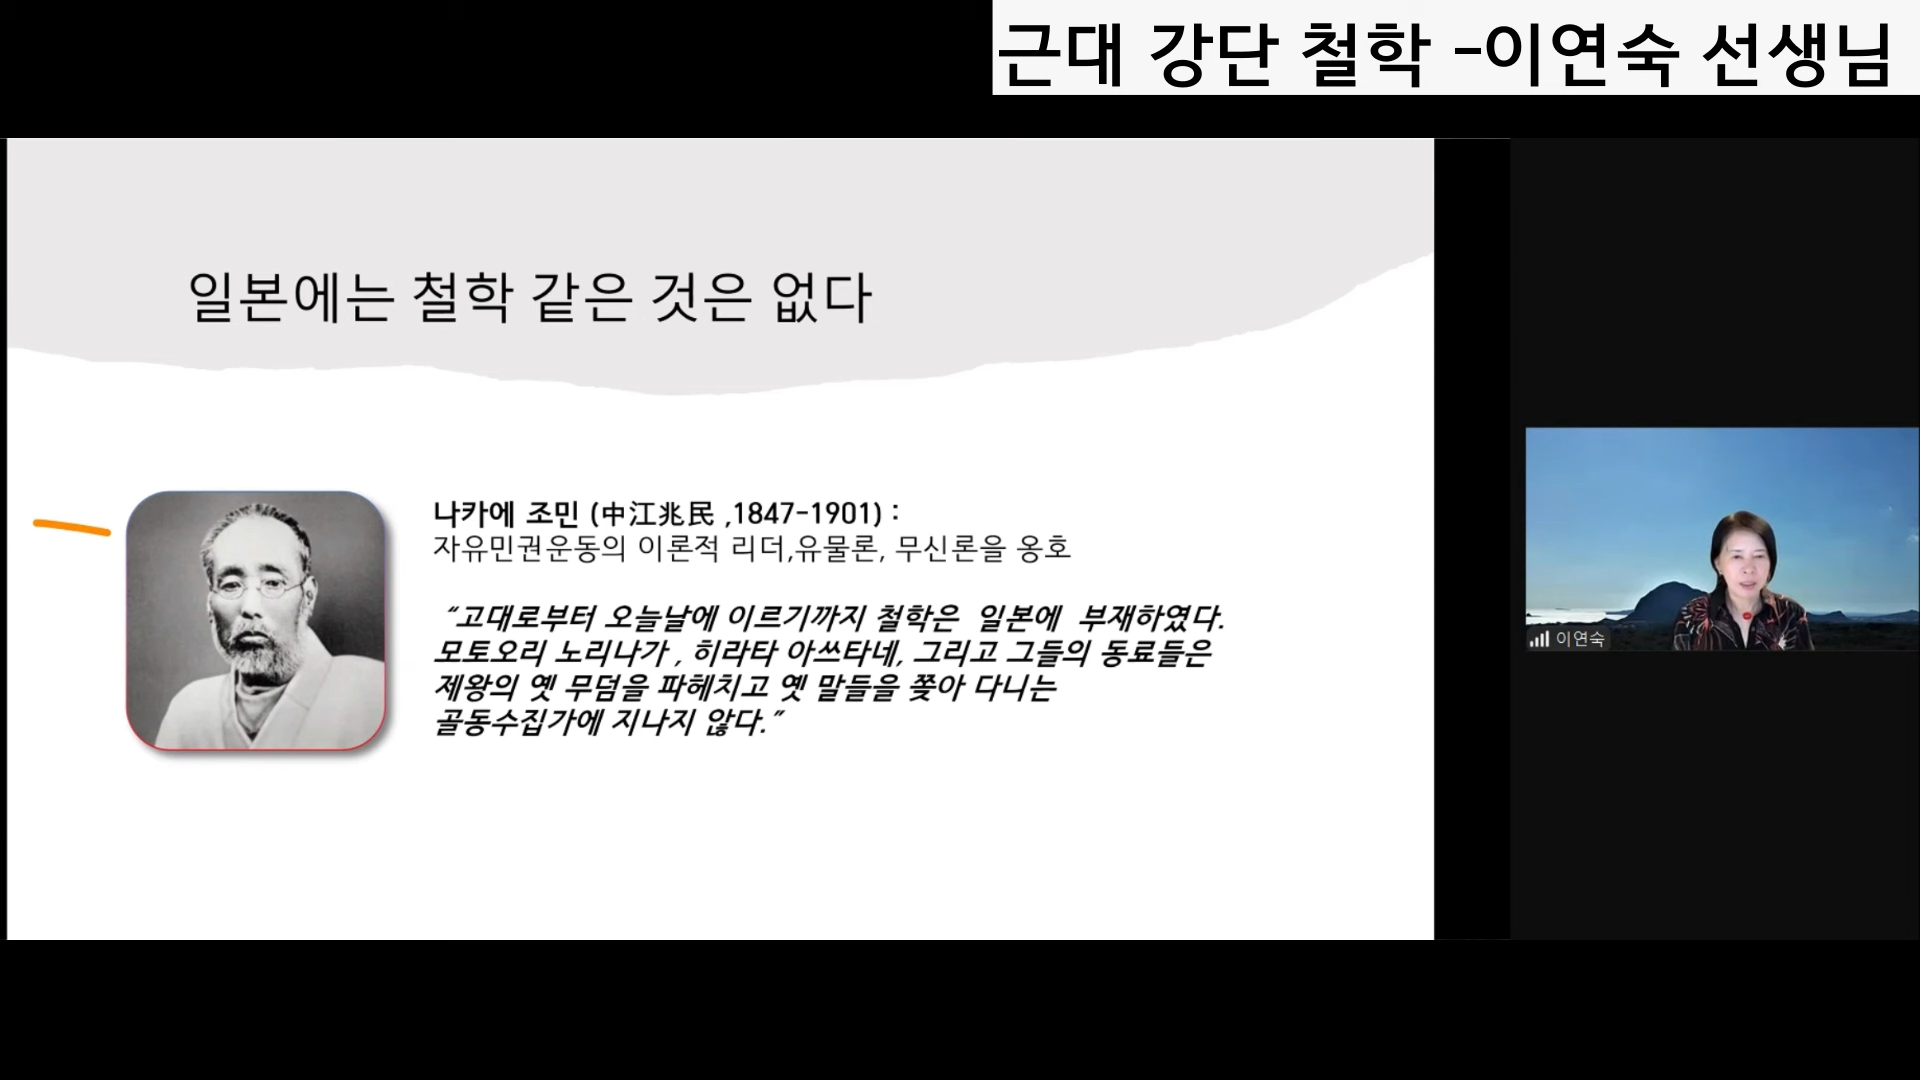 근대 강단 철학 -이연숙 선생님
일본에는 철학 같은 것은 없다
나카에 조민 (中江兆民 ,1847-1901) :
자유민권운동의 이론적 리더,유물론, 무신론을 옹호
“고대로부터 오늘날에 이르기까지 철학은 일본에 부재하였다.
모토오리 노리나가 , 히라타 아쓰타네, 그리고 그들의 동료들은
제왕의 옛 무덤을 파헤치고 옛 말들을 쫓아 다니는
골동수집가에 지나지 않다.”
이연숙